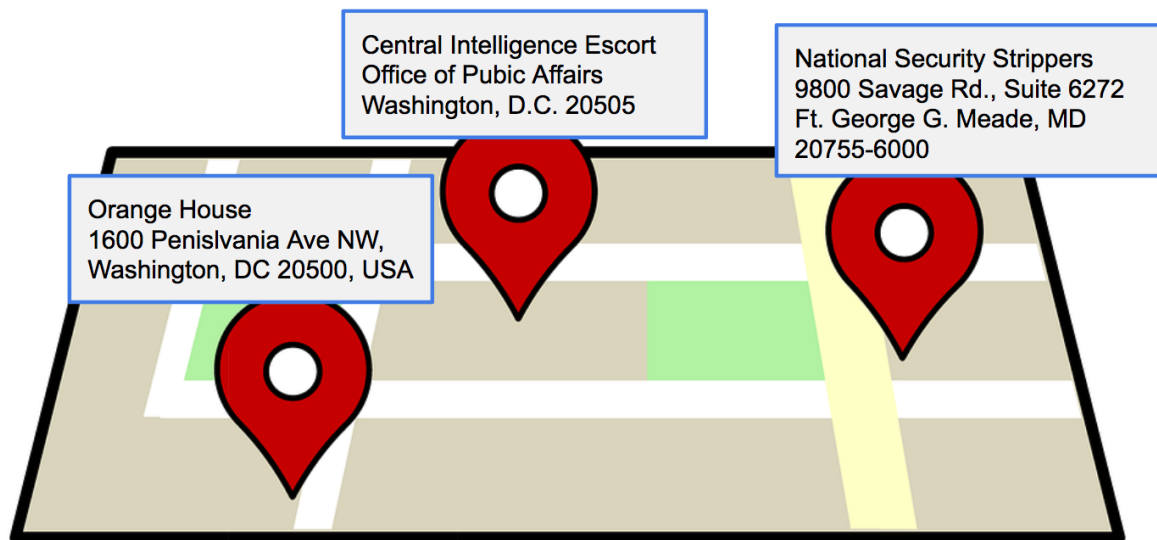 Central Intelligence Escort
Office of Pubic Affairs
Washington, D.C. 20505
National Security Strippers
9800 Savage Rd., Suite 6272
Ft. George G. Meade, MD
20755-6000
Orange House
1600 Penislvania Ave NW,
Washington, DC 20500, USA